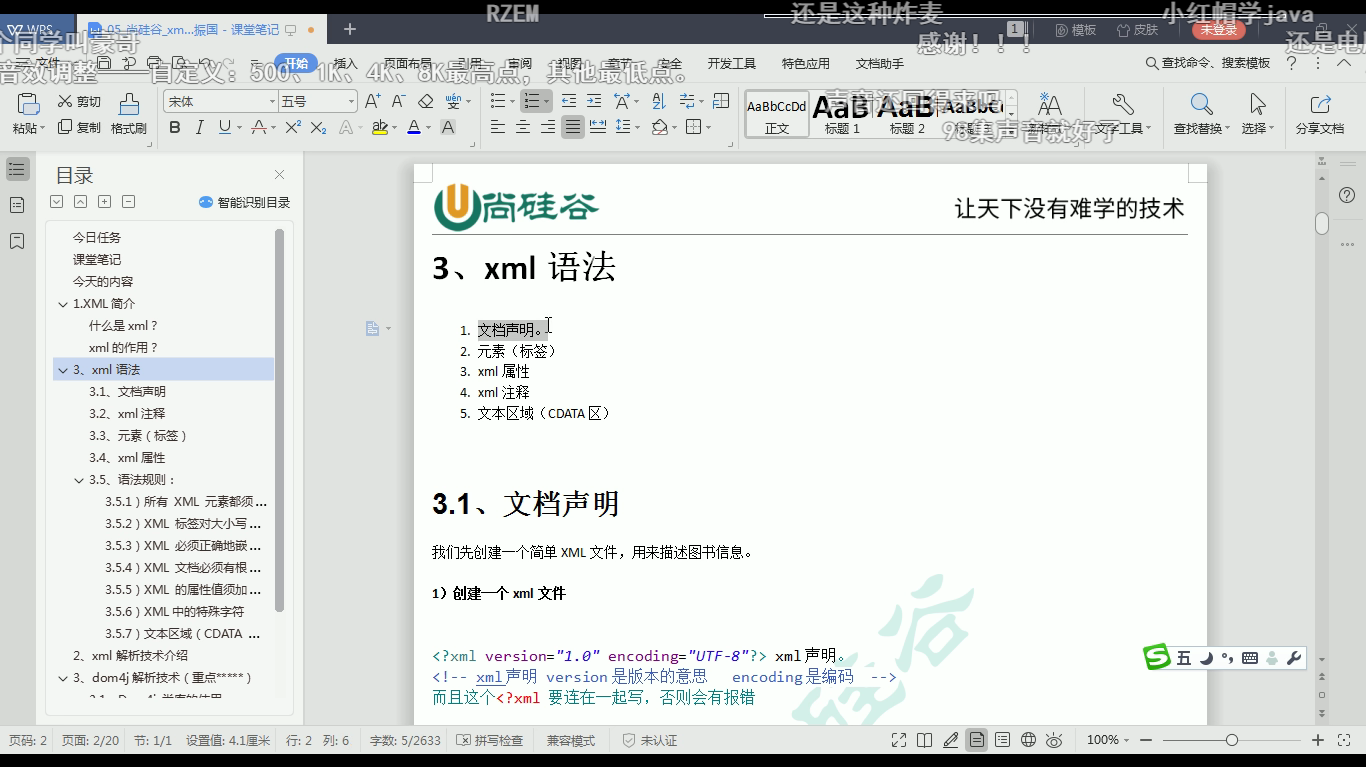 RZEM
还是这种炸麦
小红帽学java
WPS
05_尚硅谷_xm...振国 - 课堂笔记
1
模板
皮肤
未登录
个同学叫豪哥
感谢！！！
还是电
文件
开始
插入
页面布局
引用
审阅
视图
章节
安全
开发工具
特色应用
文档助手
查找命令、搜索模板
音效调整——自定义：500、1K、4K、8K最高点，其他最低点。
粘贴
剪切
复制
格式刷
宋体
五号
AaBbCcDd
正文
AaB
标题 1
AaB
标题 2
98集声音就好了
文字工具
查找替换
选择
分享文档
目录
智能识别目录
今日任务
课堂笔记
今天的内容
1.XML 简介
什么是 xml？
xml 的作用？
3、xml 语法
3.1、文档声明
3.2、xml 注释
3.3、元素（标签）
3.4、xml 属性
3.5、语法规则：
3.5.1）所有 XML 元素都须...
3.5.2）XML 标签对大小写...
3.5.3）XML 必须正确地嵌...
3.5.4）XML 文档必须有根...
3.5.5）XML 的属性值须加...
3.5.6）XML 中的特殊字符
3.5.7）文本区域（CDATA ...
2、xml 解析技术介绍
3、dom4j 解析技术（重点*****）
尚硅谷
让天下没有难学的技术
3、xml 语法
1. 文档声明。
2. 元素（标签）
3. xml 属性
4. xml 注释
5. 文本区域（CDATA 区）
3.1、文档声明
我们先创建一个简单 XML 文件，用来描述图书信息。
1）创建一个 xml 文件
<?xml version="1.0" encoding="UTF-8"?> xml 声明。
<!-- xml 声明 version 是版本的意思 encoding 是编码 -->
而且这个<?xml 要连在一起写，否则会有报错
硅谷
五
页码: 2
页面: 2/20
节: 1/1
设置值: 4.1厘米
行: 2
列: 6
字数: 5/2633
拼写检查
兼容模式
未认证
100%